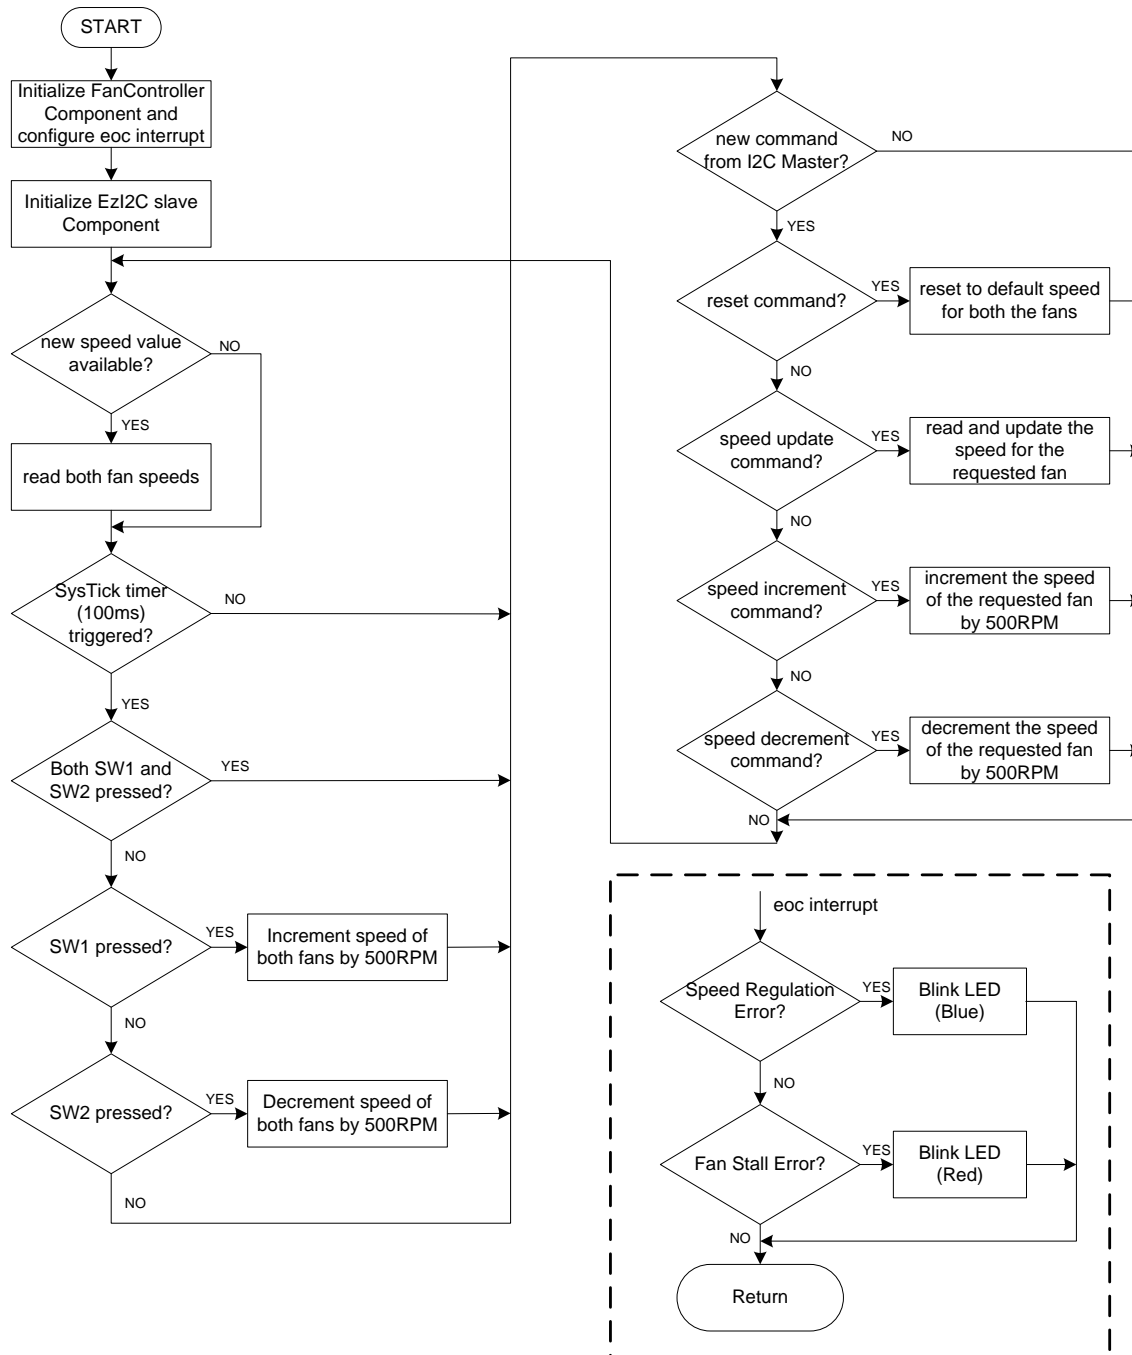 START
Initialize FanController
Component and
configure eoc interrupt
Initialize EzI2C slave
Component
new speed value
available?
NO
YES
read both fan speeds
SysTick timer
(100ms)
triggered?
NO
YES
Both SW1 and
SW2 pressed?
YES
NO
SW1 pressed?
YES
Increment speed of
both fans by 500RPM
NO
SW2 pressed?
YES
Decrement speed of
both fans by 500RPM
NO
new command
from I2C Master?
NO
YES
reset command?
YES
reset to default speed
for both the fans
NO
speed update
command?
YES
read and update the
speed for the
requested fan
NO
speed increment
command?
YES
increment the speed
of the requested fan
by 500RPM
NO
speed decrement
command?
YES
decrement the speed
of the requested fan
by 500RPM
NO
eoc interrupt
Speed Regulation
Error?
YES
Blink LED
(Blue)
NO
Fan Stall Error?
YES
Blink LED
(Red)
NO
Return